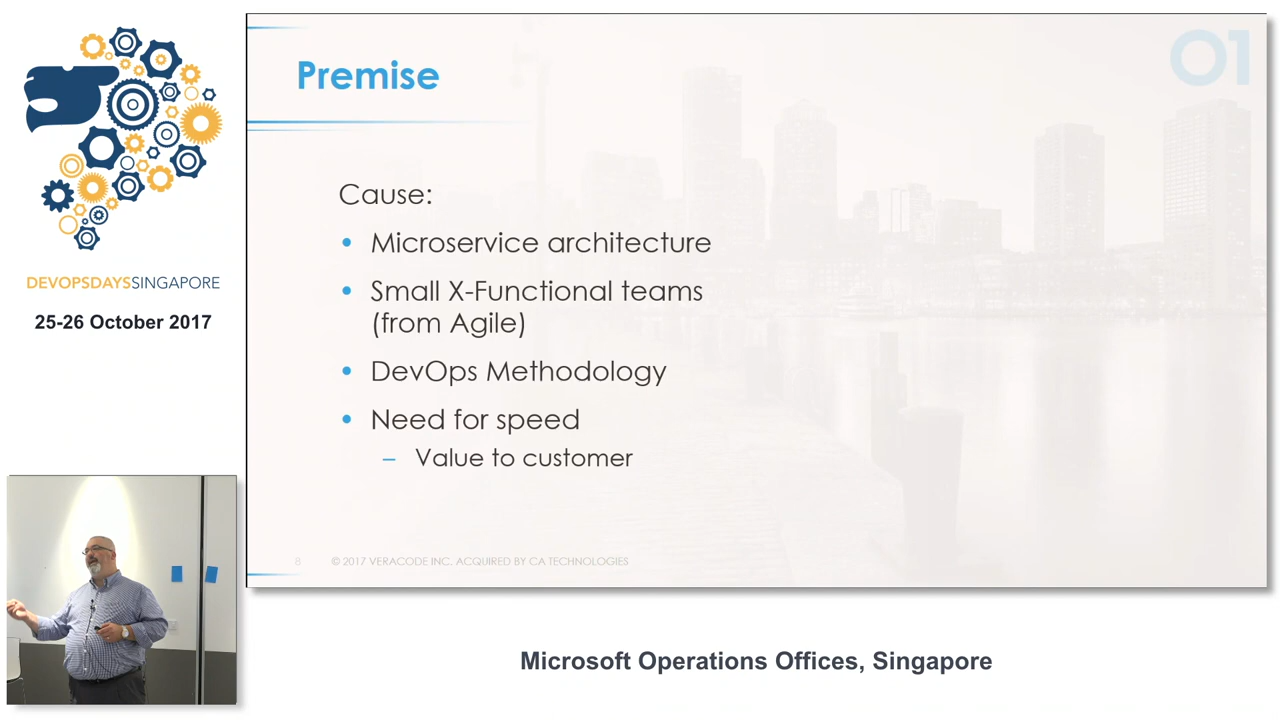 DEVOPSDAYSSINGAPORE
25-26 October 2017
Premise
01
Cause:
• Microservice architecture
• Small X-Functional teams
(from Agile)
• DevOps Methodology
• Need for speed
– Value to customer
8 © 2017 VERACODE INC. ACQUIRED BY CA TECHNOLOGIES
Microsoft Operations Offices, Singapore